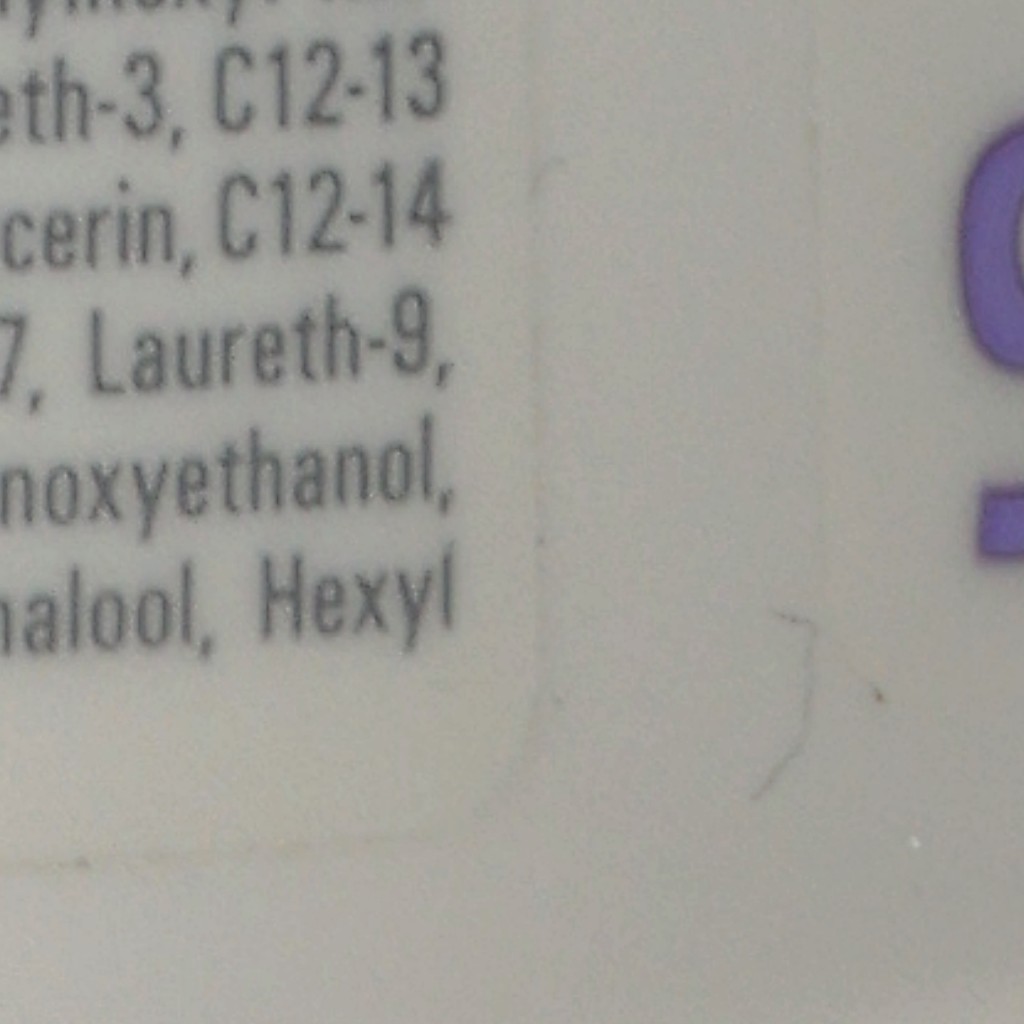 eth-3, C12-13
cerin, C12-14
7, Laureth-9,
noxyethanol,
nalool, Hexyl